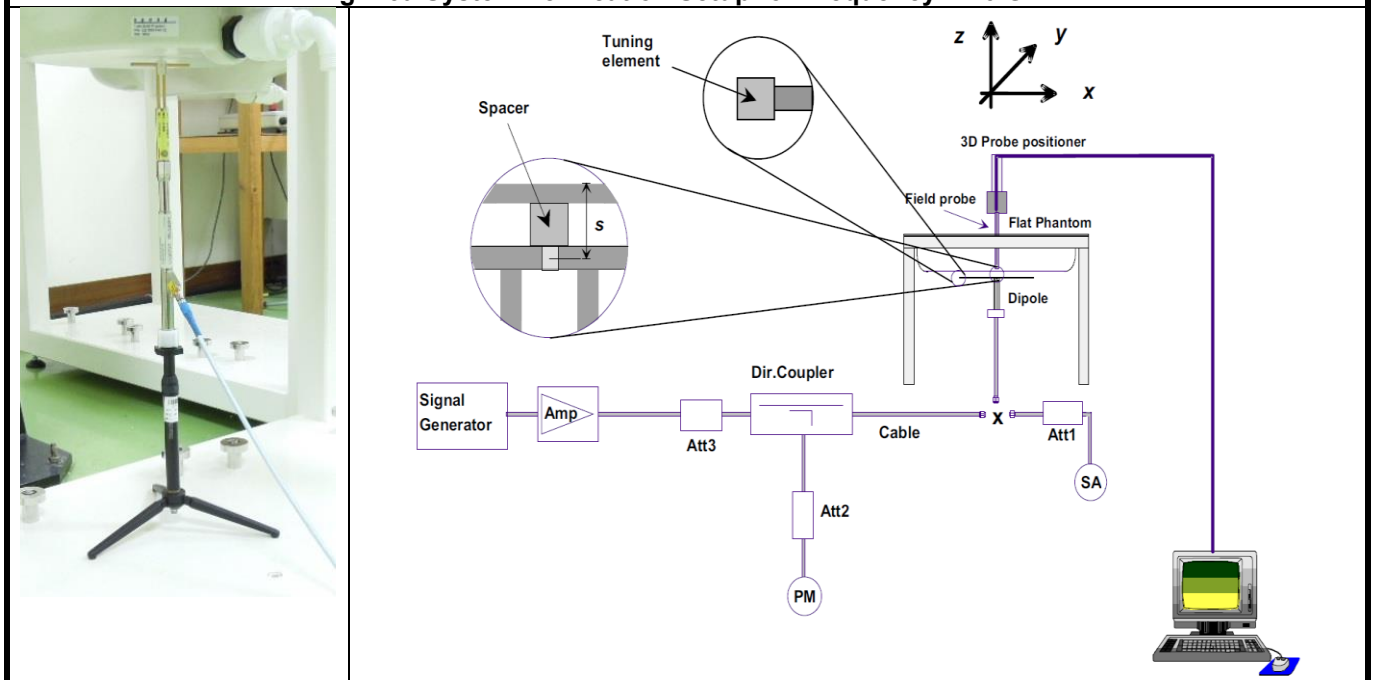 Tuning
element
z
y
x
Spacer
3D Probe positioner
Field probe
Flat Phantom
s
Dipole
Dir.Coupler
Signal
Generator
Amp
Att3
Cable
x
Att1
SA
Att2
PM